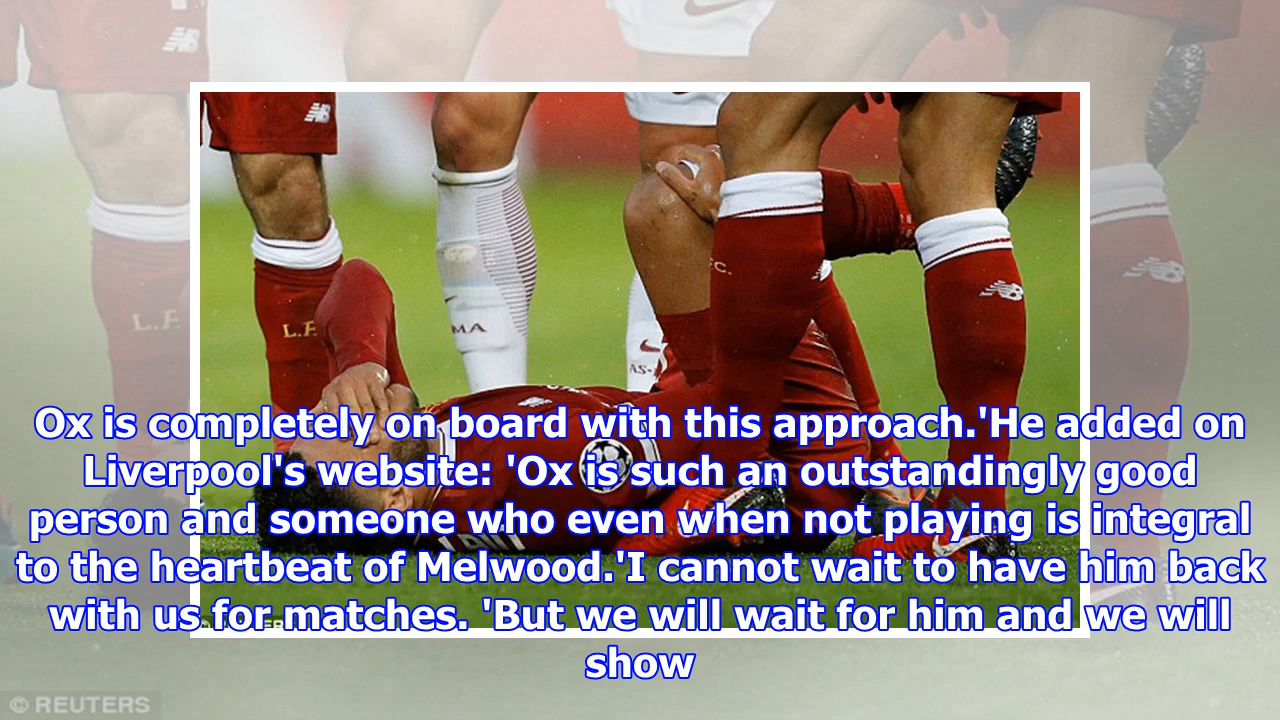 L.F.
L.F.
F.C.
MA
AS-
Ox is completely on board with this approach.'He added on
Liverpool's website: 'Ox is such an outstandingly good
person and someone who even when not playing is integral
to the heartbeat of Melwood.'I cannot wait to have him back
with us for matches. 'But we will wait for him and we will
show
© REUTERS